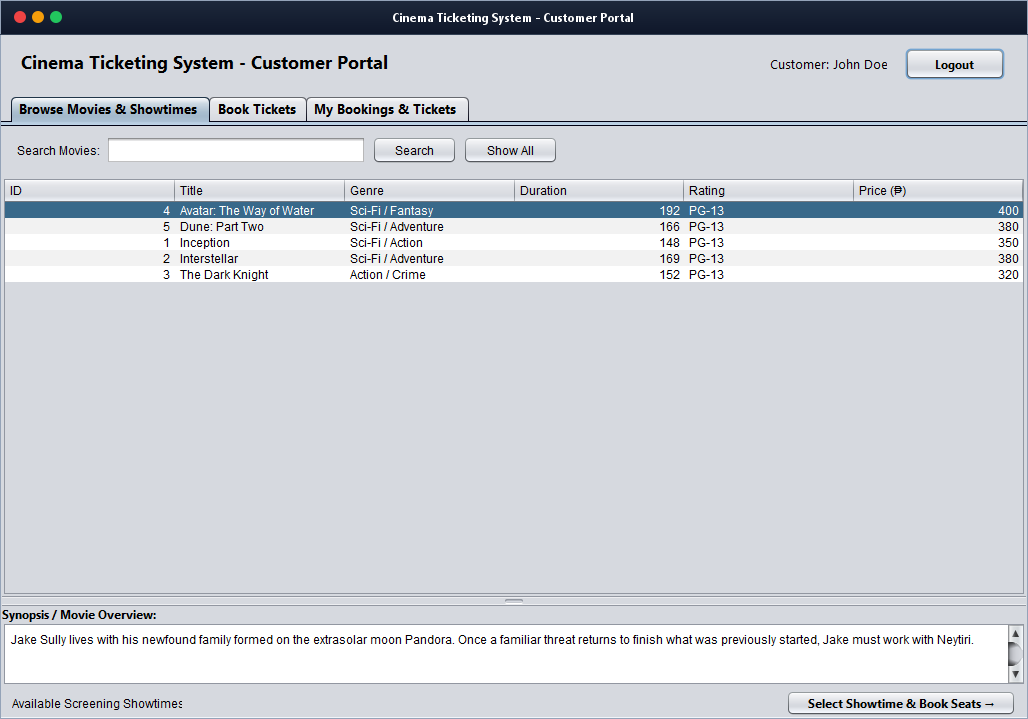 Cinema Ticketing System - Customer Portal
Cinema Ticketing System - Customer Portal
Customer: John Doe
Logout
Browse Movies & Showtimes
Book Tickets
My Bookings & Tickets
Search Movies:
Search
Show All
ID Title Genre Duration Rating Price (₱)
4 Avatar: The Way of Water Sci-Fi / Fantasy 192 PG-13 400
5 Dune: Part Two Sci-Fi / Adventure 166 PG-13 380
1 Inception Sci-Fi / Action 148 PG-13 350
2 Interstellar Sci-Fi / Adventure 169 PG-13 380
3 The Dark Knight Action / Crime 152 PG-13 320
Synopsis / Movie Overview:
Jake Sully lives with his newfound family formed on the extrasolar moon Pandora. Once a familiar threat returns to finish what was previously started, Jake must work with Neytiri.
Available Screening Showtimes
Select Showtime & Book Seats →